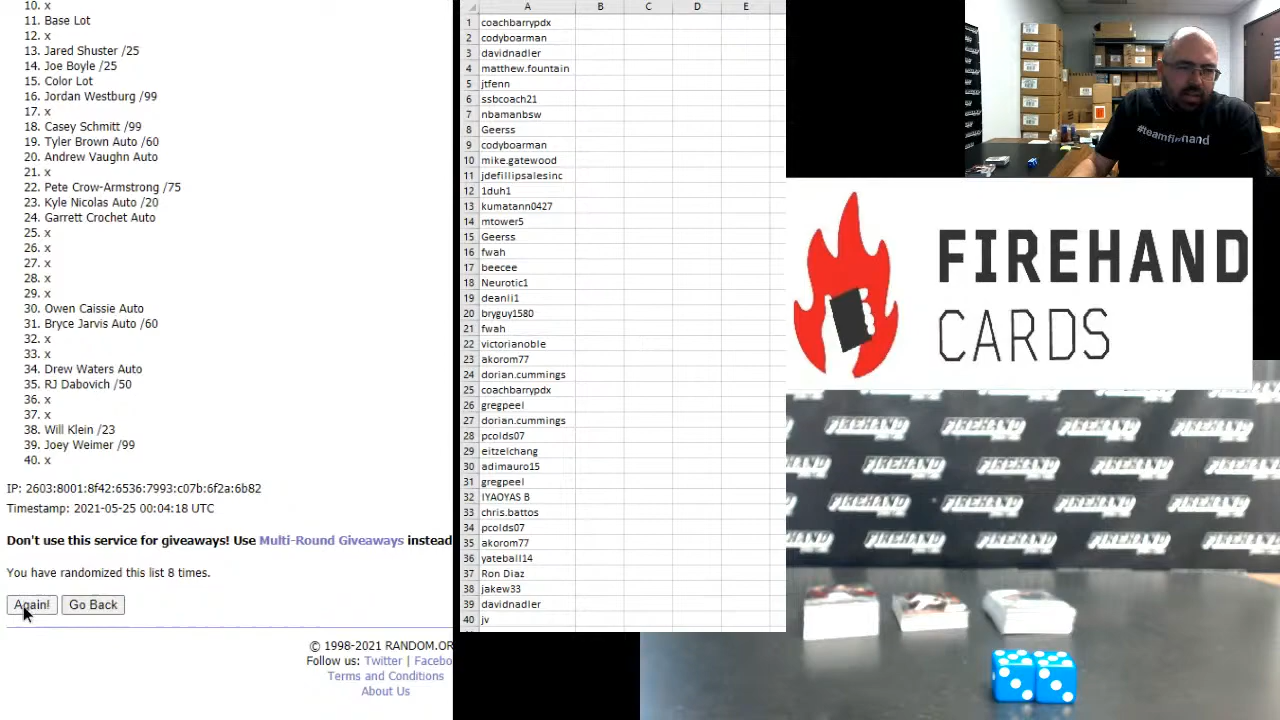 10. x
11. Base Lot
12. x
13. Jared Shuster /25
14. Joe Boyle /25
15. Color Lot
16. Jordan Westburg /99
17. x
18. Casey Schmitt /99
19. Tyler Brown Auto /60
20. Andrew Vaughn Auto
21. x
22. Pete Crow-Armstrong /75
23. Kyle Nicolas Auto /20
24. Garrett Crochet Auto
25. x
26. x
27. x
28. x
29. x
30. Owen Caissie Auto
31. Bryce Jarvis Auto /60
32. x
33. x
34. Drew Waters Auto
35. RJ Dabovich /50
36. x
37. x
38. Will Klein /23
39. Joey Weimer /99
40. x
IP: 2603:8001:8f42:6536:7993:c07b:6f2a:6b82
Timestamp: 2021-05-25 00:04:18 UTC
Don't use this service for giveaways! Use Multi-Round Giveaways instead
You have randomized this list 8 times.
Again! Go Back
© 1998-2021 RANDOM.OR
Follow us: Twitter | Facebo
Terms and Conditions
About Us
A B C D E
1 coachbarrypdx
2 codyboarman
3 davidnadler
4 matthew.fountain
5 jtfenn
6 ssbcoach21
7 nbamanbsw
8 Geerss
9 codyboarman
10 mike.gatewood
11 jdefillipsalesinc
12 1duh1
13 kumatann0427
14 mtower5
15 Geerss
16 fwah
17 beecee
18 Neurotic1
19 deanli1
20 bryguy1580
21 fwah
22 victorianoble
23 akorom77
24 dorian.cummings
25 coachbarrypdx
26 gregpeel
27 dorian.cummings
28 pcolds07
29 eitzelchang
30 adimauro15
31 gregpeel
32 IYAOYAS B
33 chris.battos
34 pcolds07
35 akorom77
36 yateball14
37 Ron Diaz
38 jakew33
39 davidnadler
40 jv
#teamfirehand
FIREHAND
CARDS
FIREHAND
FIREHAND
FIREHAND
FIREHAND
FIREHAND
FIREHAND
FIREHAND
FIREHAND
FIREHAND